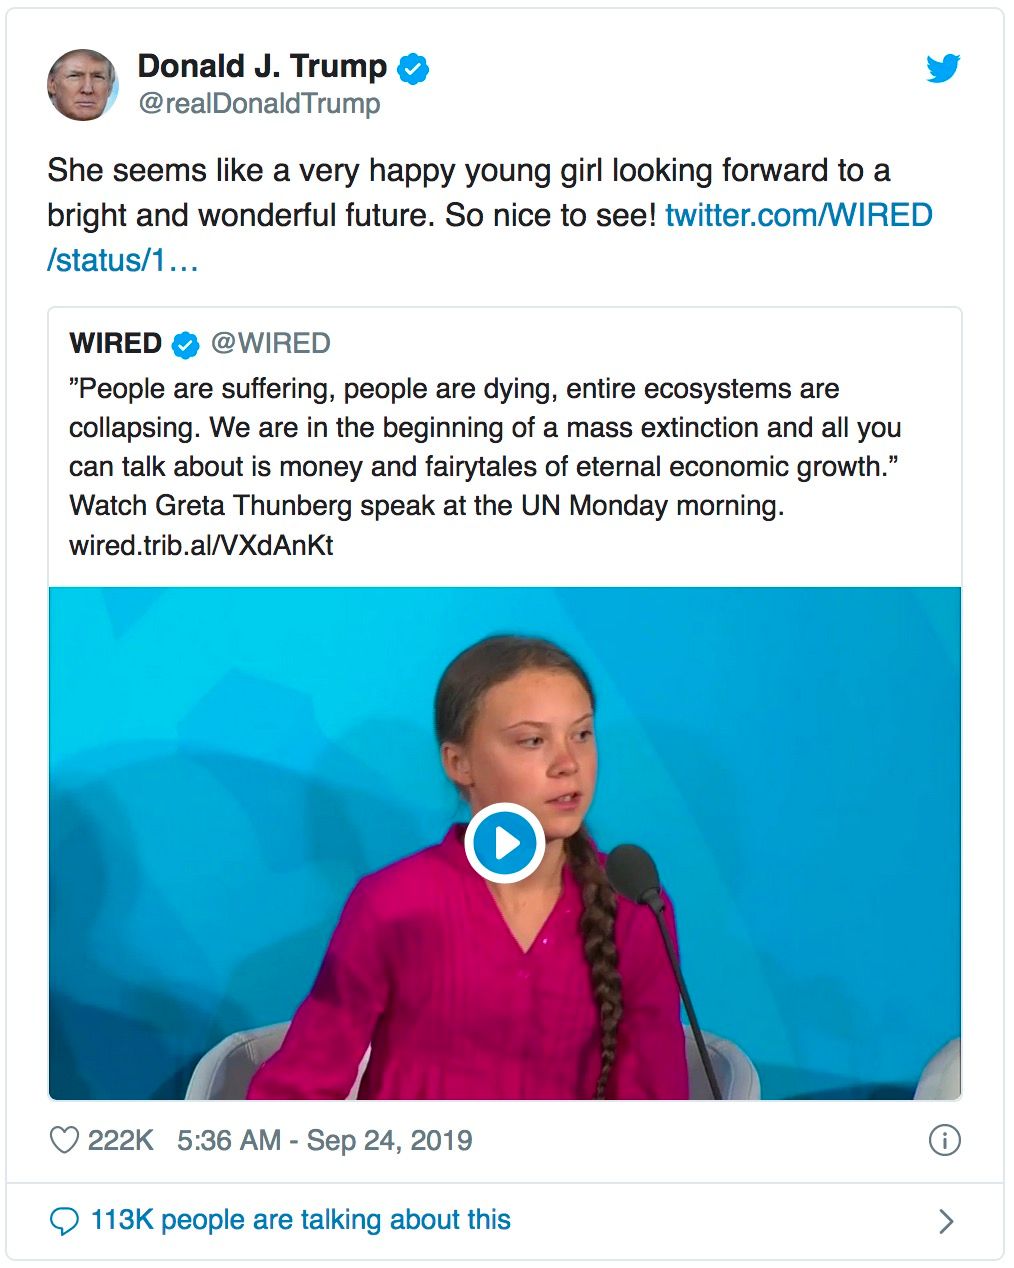 Donald J. Trump
@realDonaldTrump
She seems like a very happy young girl looking forward to a
bright and wonderful future. So nice to see! twitter.com/WIRED
/status/1…
WIRED @WIRED
”People are suffering, people are dying, entire ecosystems are
collapsing. We are in the beginning of a mass extinction and all you
can talk about is money and fairytales of eternal economic growth.”
Watch Greta Thunberg speak at the UN Monday morning.
wired.trib.al/VXdAnKt
222K 5:36 AM - Sep 24, 2019
113K people are talking about this